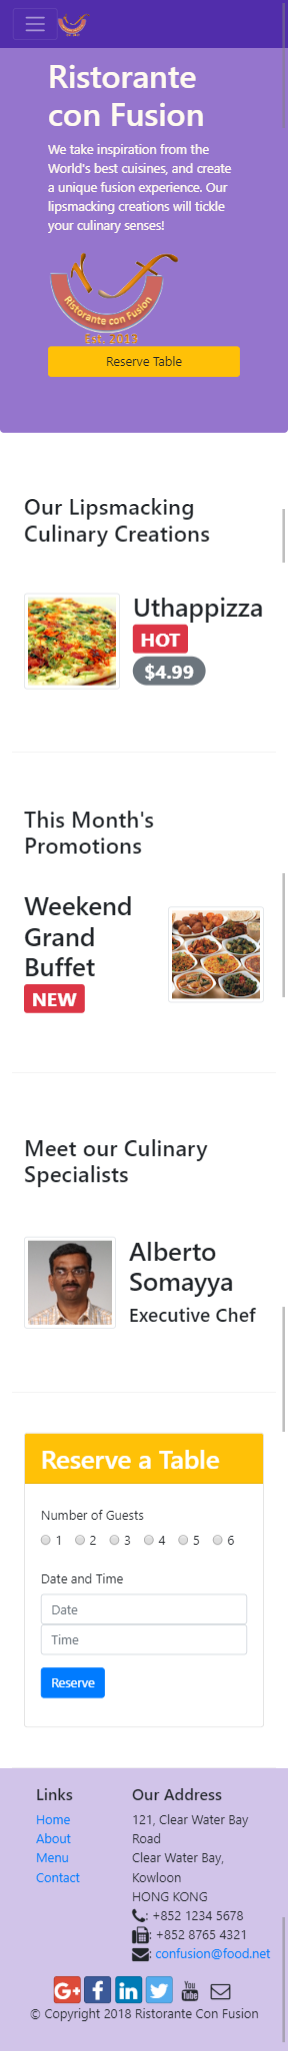 Ristorante
con Fusion
We take inspiration from the
World's best cuisines, and create
a unique fusion experience. Our
lipsmacking creations will tickle
your culinary senses!
Ristorante con Fusion
Est. 2013
Reserve Table
Our Lipsmacking
Culinary Creations
Uthappizza
HOT
$4.99
This Month's
Promotions
Weekend
Grand
Buffet
NEW
Meet our Culinary
Specialists
Alberto
Somayya
Executive Chef
Reserve a Table
Number of Guests
1 2 3 4 5 6
Date and Time
Date
Time
Reserve
Links
Home
About
Menu
Contact
Our Address
121, Clear Water Bay
Road
Clear Water Bay,
Kowloon
HONG KONG
: +852 1234 5678
: +852 8765 4321
: confusion@food.net
G+ f in You Tube
© Copyright 2018 Ristorante Con Fusion